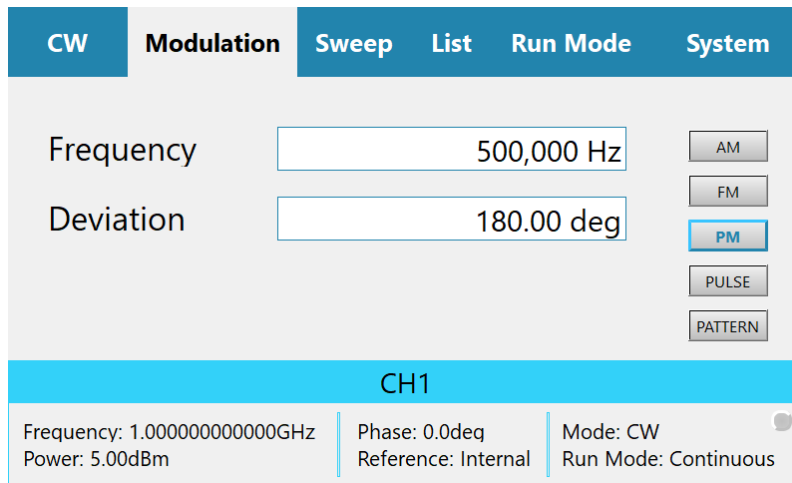 CW Modulation Sweep List Run Mode System
Frequency 500,000 Hz
Deviation 180.00 deg
AM
FM
PM
PULSE
PATTERN
CH1
Frequency: 1.000000000000GHz
Power: 5.00dBm
Phase: 0.0deg
Reference: Internal
Mode: CW
Run Mode: Continuous